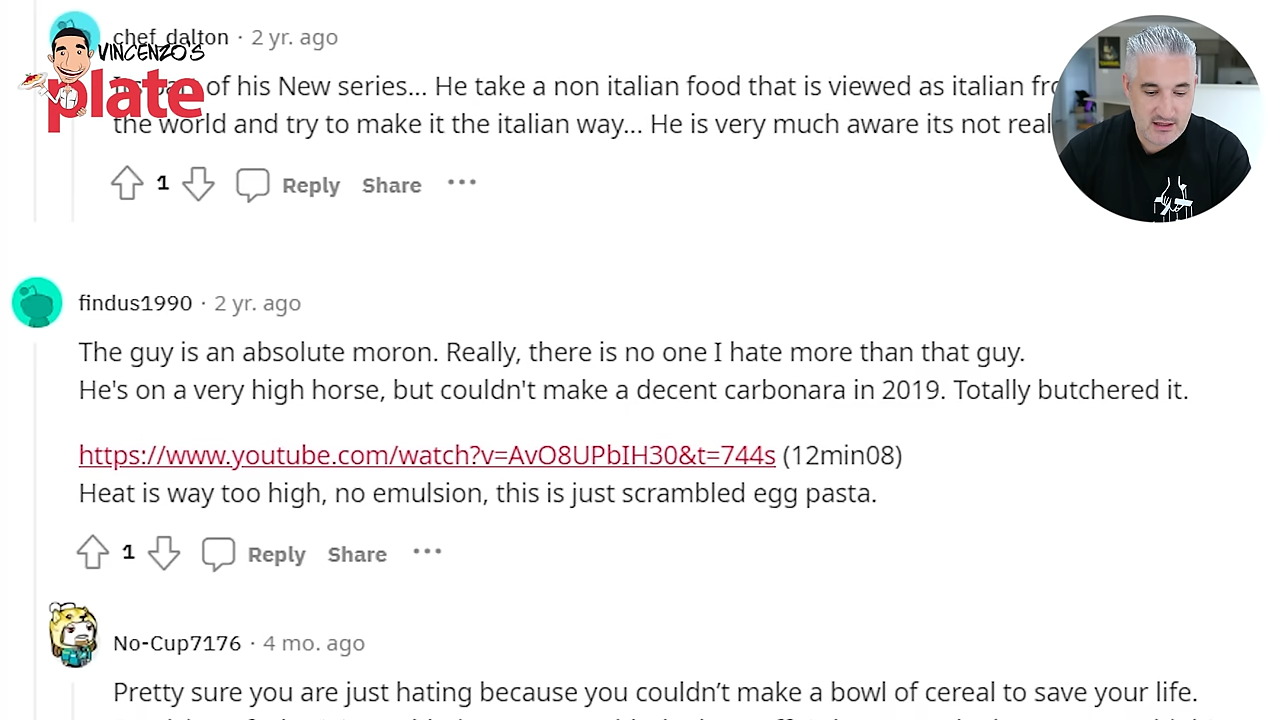 chef_dalton · 2 yr. ago
VINCENZO'S
plate
of his New series... He take a non italian food that is viewed as italian
the world and try to make it the italian way... He is very much aware its not real
1 Reply Share ...
findus1990 · 2 yr. ago
The guy is an absolute moron. Really, there is no one I hate more than that guy.
He's on a very high horse, but couldn't make a decent carbonara in 2019. Totally butchered it.
https://www.youtube.com/watch?v=AvO8UPbIH30&t=744s (12min08)
Heat is way too high, no emulsion, this is just scrambled egg pasta.
1 Reply Share ...
No-Cup7176 · 4 mo. ago
Pretty sure you are just hating because you couldn’t make a bowl of cereal to save your life.